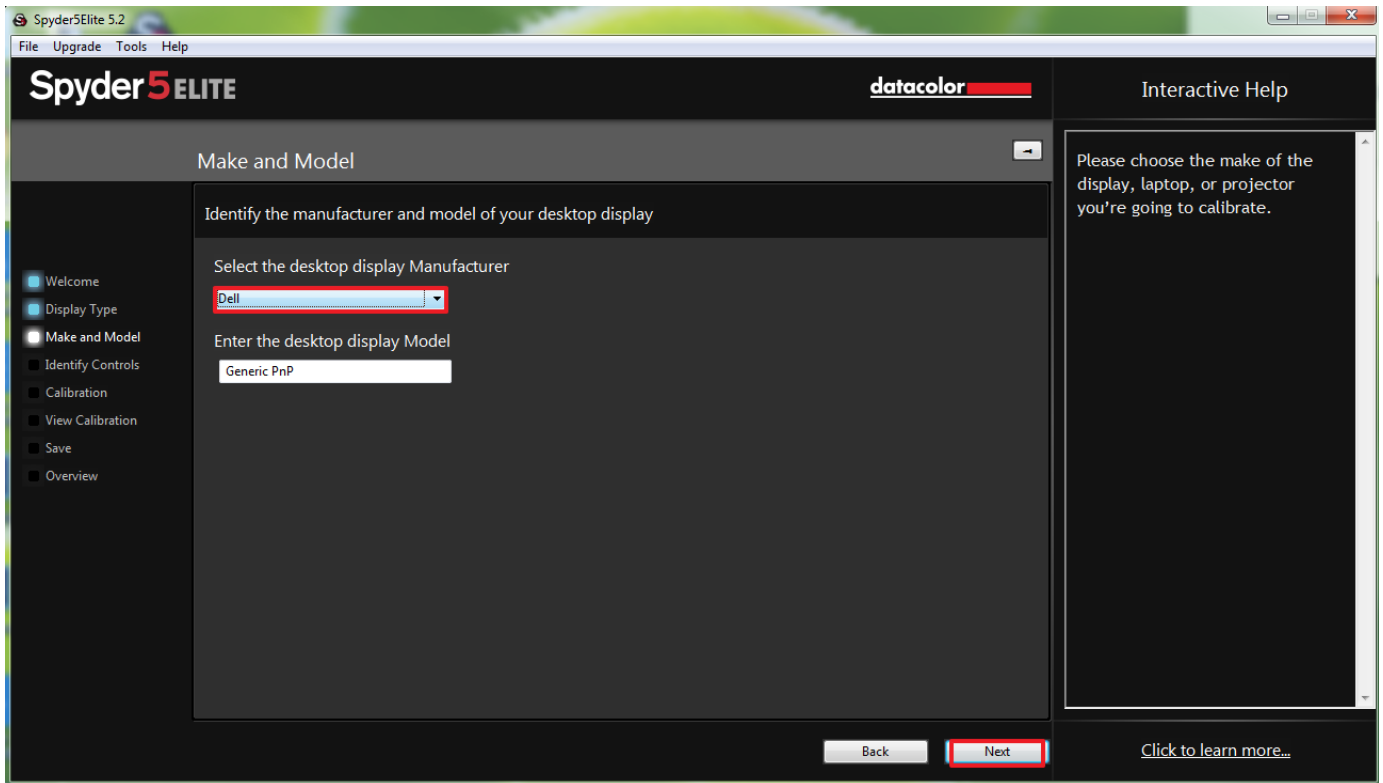 Spyder5Elite 5.2
File Upgrade Tools Help
Spyder5ELITE
datacolor
Interactive Help
Make and Model
Please choose the make of the
display, laptop, or projector
you're going to calibrate.
Identify the manufacturer and model of your desktop display
Select the desktop display Manufacturer
Dell
Enter the desktop display Model
Generic PnP
Welcome
Display Type
Make and Model
Identify Controls
Calibration
View Calibration
Save
Overview
Back
Next
Click to learn more...